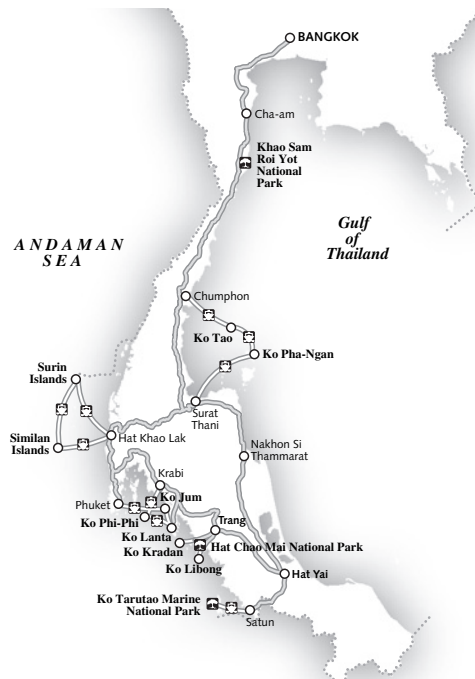 BANGKOK
Cha-am
Khao Sam
Roi Yot
National
Park
Gulf
of
Thailand
ANDAMAN
SEA
Chumphon
Ko Tao
Ko Pha-Ngan
Surin
Islands
Surat
Thani
Hat Khao Lak
Similan
Islands
Nakhon Si
Thammarat
Krabi
Phuket
Ko Jum
Ko Phi-Phi
Trang
Ko Lanta
Ko Kradan
Hat Chao Mai National Park
Ko Libong
Hat Yai
Ko Tarutao Marine
National Park
Satun